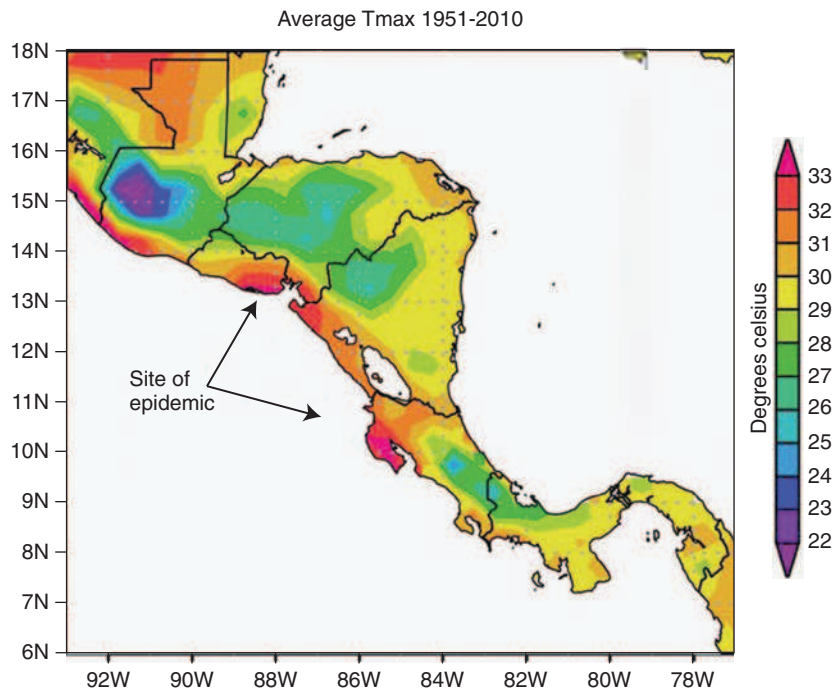 Average Tmax 1951-2010
18N
17N
16N
15N
14N
13N
12N
11N
10N
9N
8N
7N
6N
92W
90W
88W
86W
84W
82W
80W
78W
Site of
epidemic
Degrees celsius
33
32
31
30
29
28
27
26
25
24
23
22